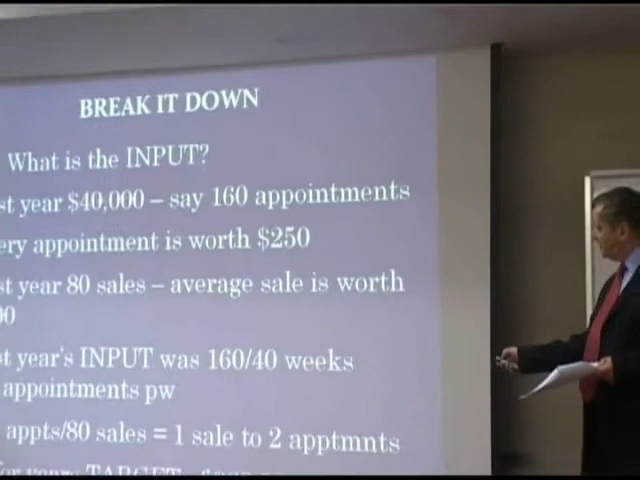 BREAK IT DOWN
What is the INPUT?
st year $40,000 – say 160 appointments
ery appointment is worth $250
st year 80 sales – average sale is worth
00
t year's INPUT was 160/40 weeks
appointments pw
appts/80 sales = 1 sale to 2 apptmnts
TARGET